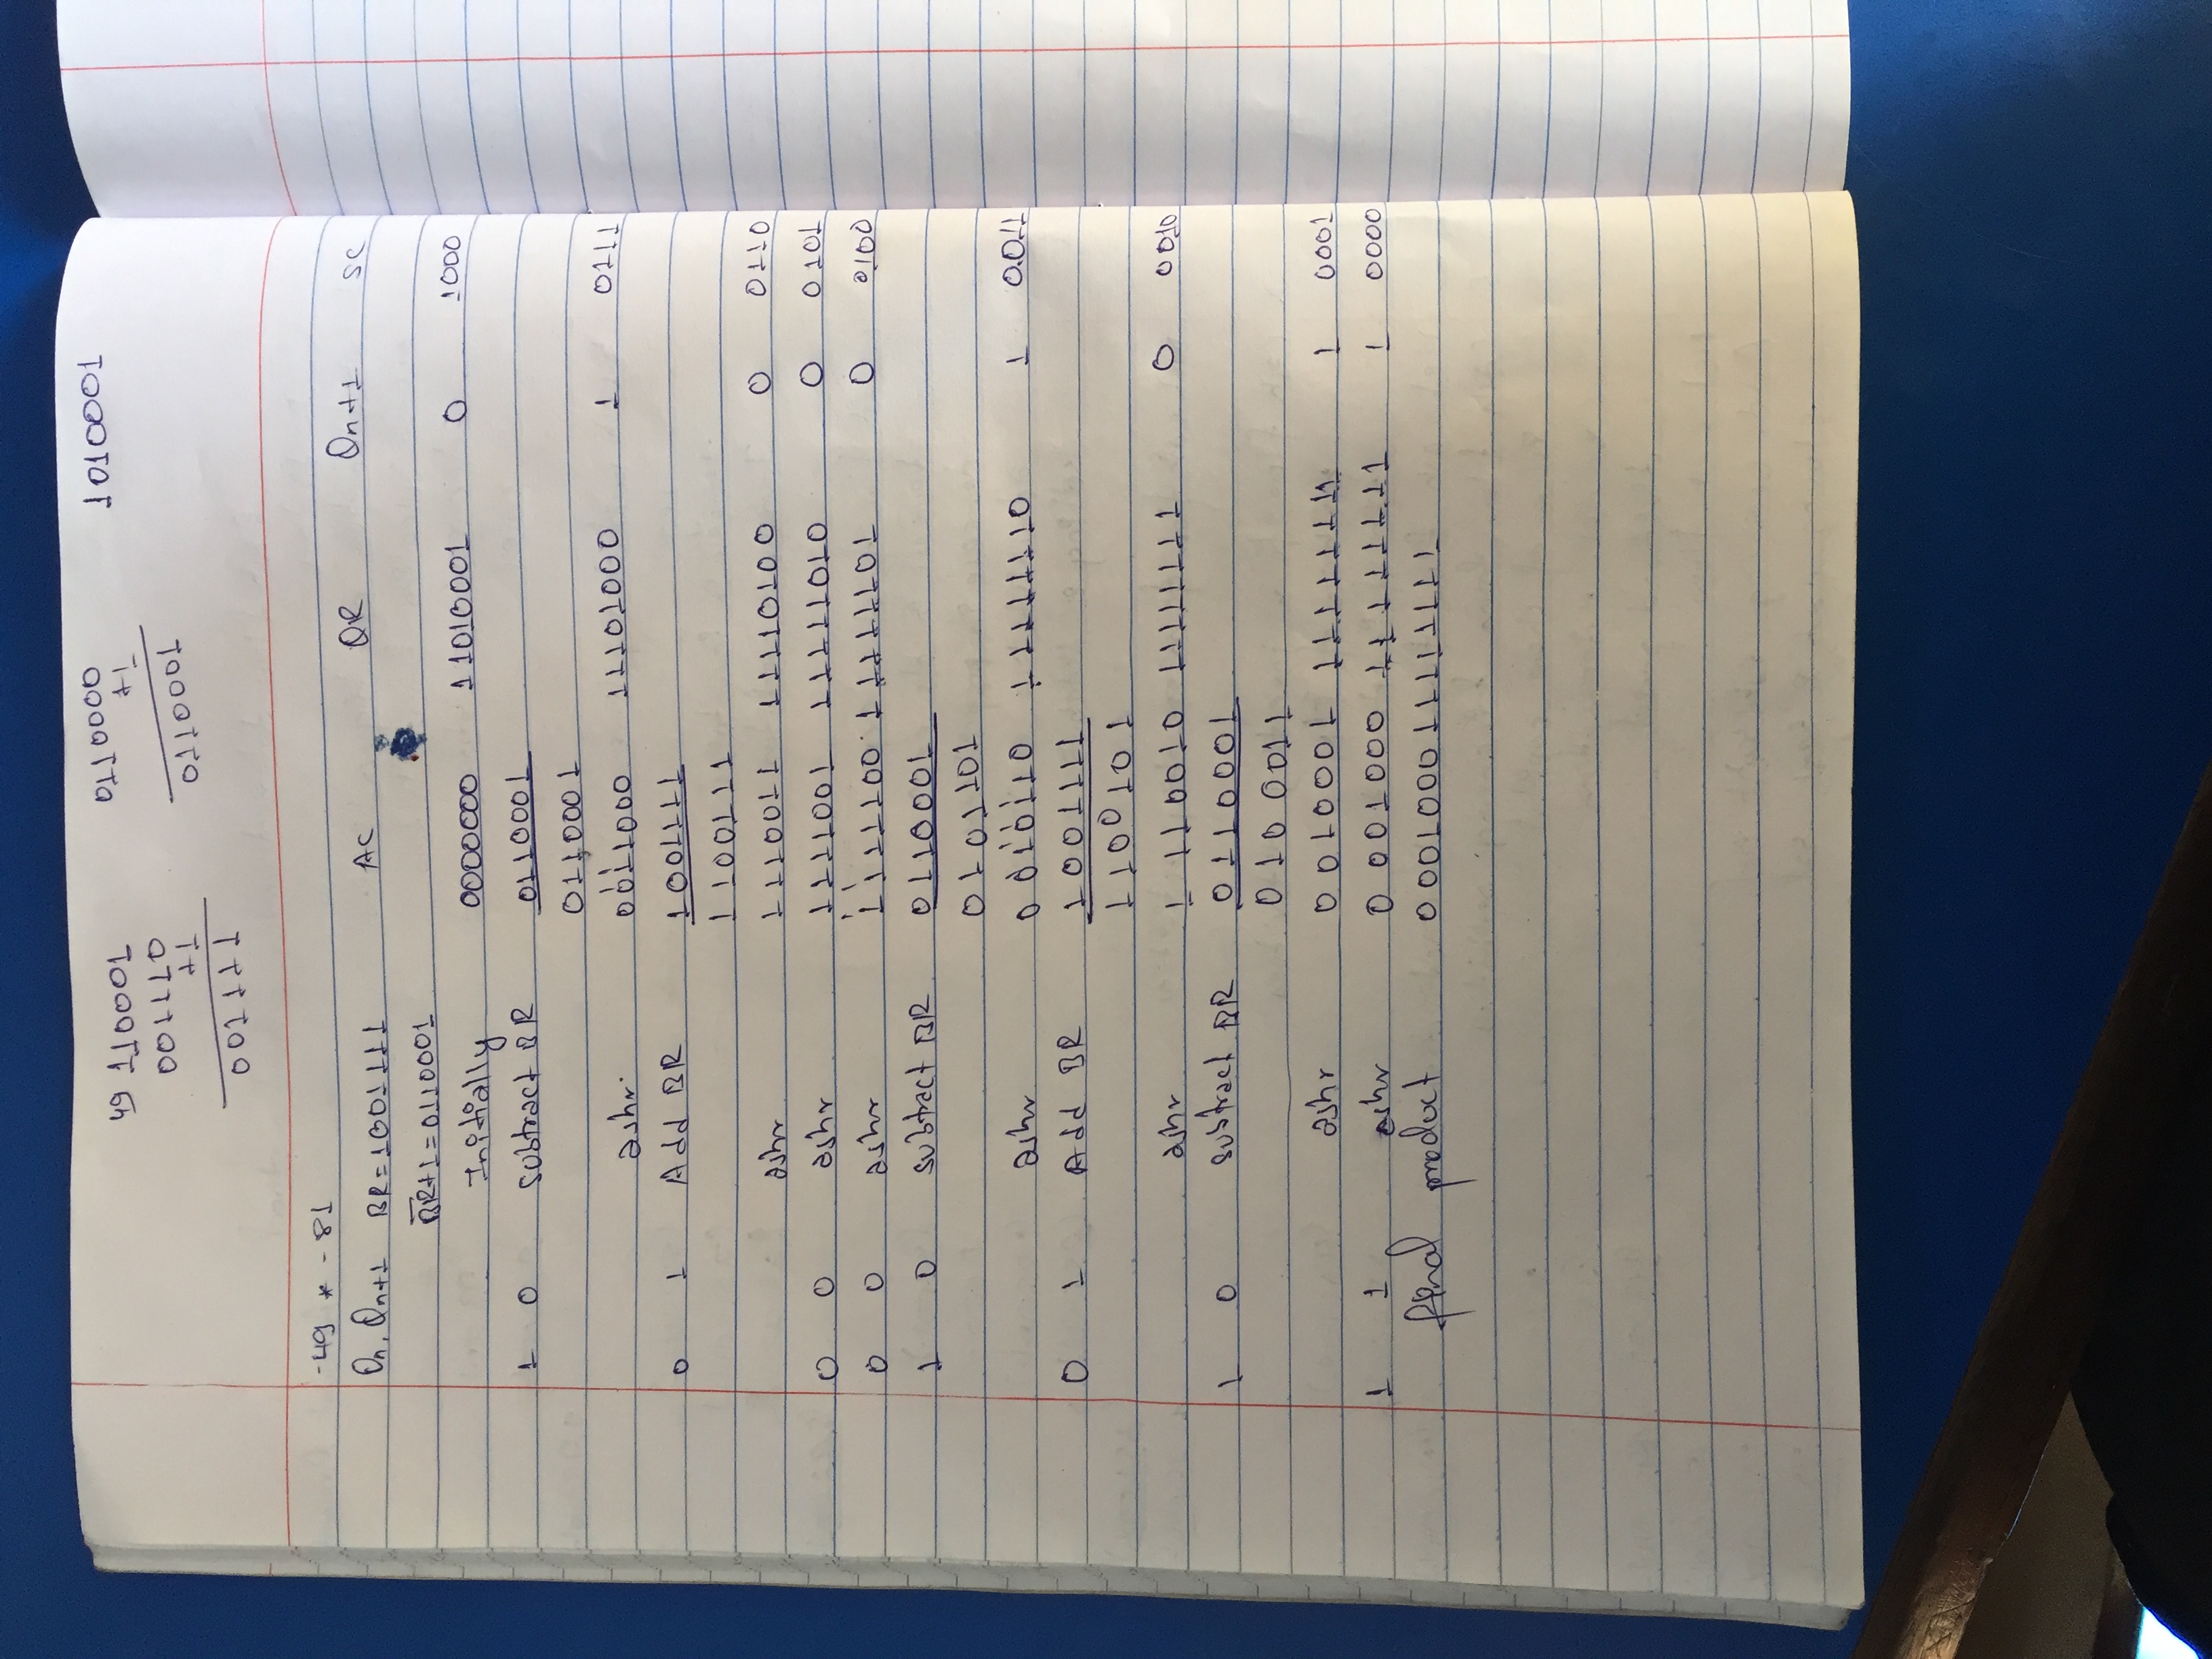 49 110001
001110
+1
001111
0110000
+1
0110001
1010001
-49 * -81
Qn, Qn+1 BR=1001111 AC QR Qn+1 SC
B̅R̅+1=0110001
Initially 0000000 11010001 0 1000
1 0 subtract BR 0110001
0110001
ashr 0011000 11101000 1 0111
0 1 Add BR 1001111
1100111
ashr 1110011 11110100 0 0110
0 0 ashr 1111001 11111010 0 0101
0 0 ashr 1111100 11111101 0 0100
1 0 subtract BR 0110001
0101101
ashr 0010110 11111110 1 0011
0 1 Add BR 1001111
1100101
ashr 1110010 11111111 0 0010
1 0 subtract BR 0110001
0100011
ashr 0010001 11111111 1 0001
1 1 ashr 0001000 11111111 1 0000
final product 000100011111111